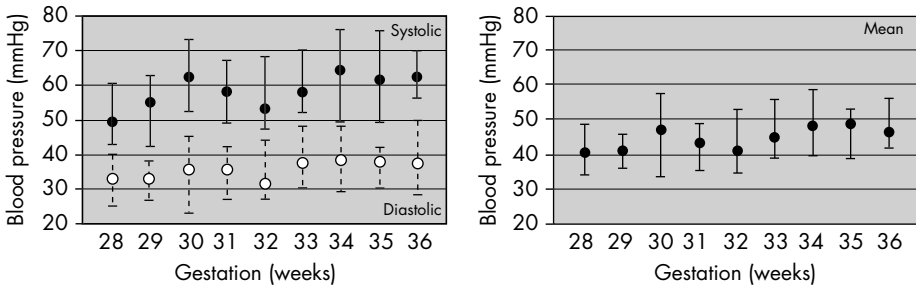 Blood pressure (mmHg)
80
70
60
50
40
30
20
Systolic
Diastolic
28 29 30 31 32 33 34 35 36
Gestation (weeks)
Blood pressure (mmHg)
80
70
60
50
40
30
20
Mean
28 29 30 31 32 33 34 35 36
Gestation (weeks)